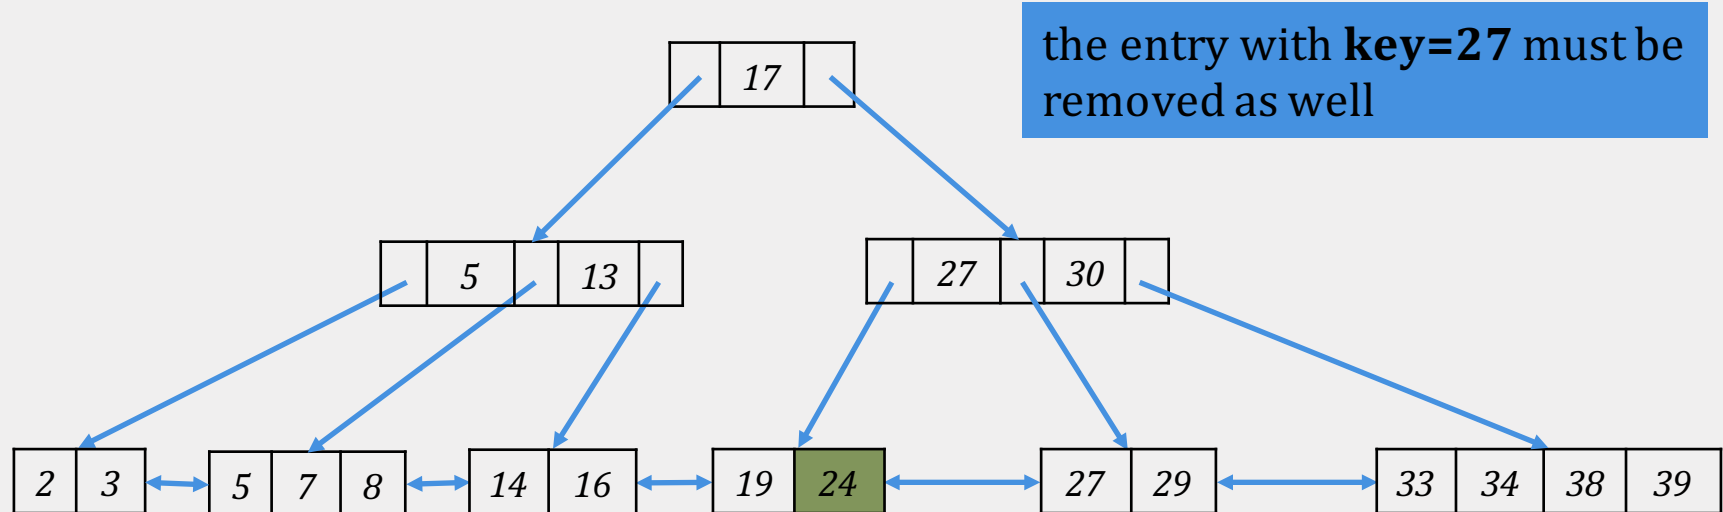 the entry with key=27 must be
removed as well
17
5 13 27 30
2 3 5 7 8 14 16 19 24 27 29 33 34 38 39